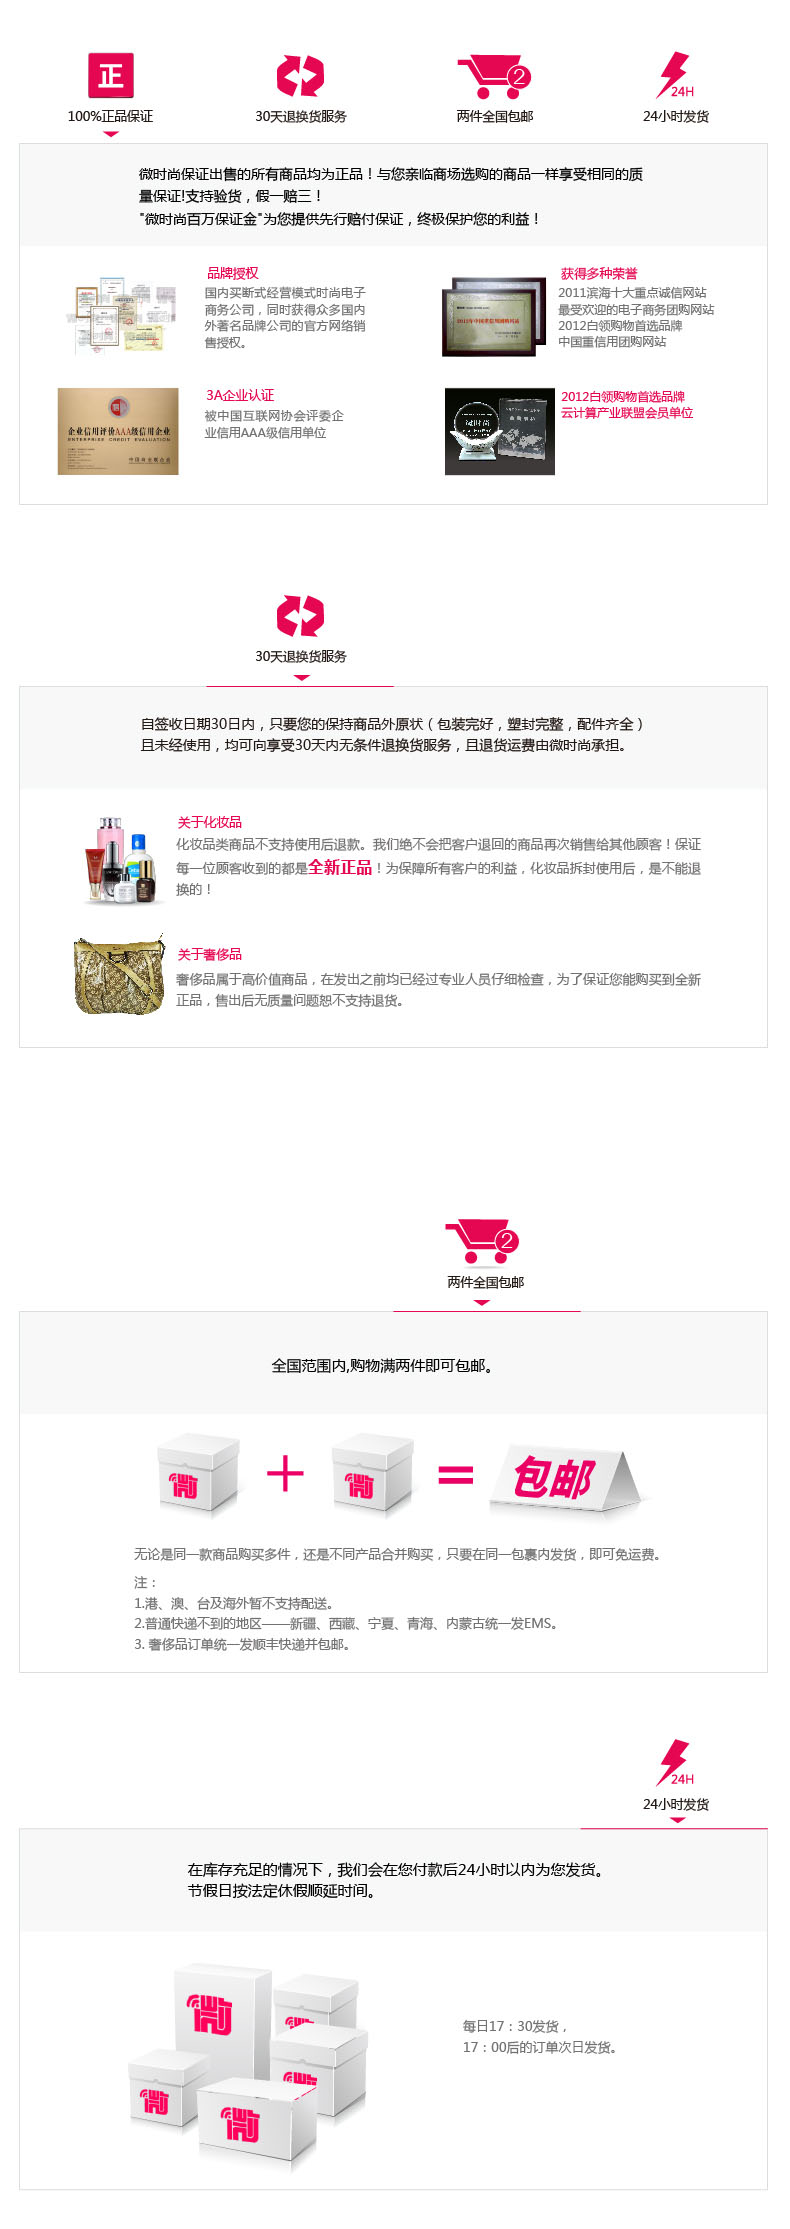 正
2
24H
100%正品保证
30天退换货服务
两件全国包邮
24小时发货
微时尚保证出售的所有商品均为正品！与您亲临商场选购的商品一样享受相同的质
量保证!支持验货，假一赔三！
"微时尚百万保证金"为您提供先行赔付保证，终极保护您的利益！
品牌授权
国内买断式经营模式时尚电子
商务公司，同时获得众多国内
外著名品牌公司的官方网络销
售授权。
获得多种荣誉
2011滨海十大重点诚信网站
最受欢迎的电子商务团购网站
2012白领购物首选品牌
中国重信用团购网站
企业信用评价AAA级信用企业
ENTERPRISE CREDIT EVALUATION
3A企业认证
被中国互联网协会评委企
业信用AAA级信用单位
微时尚
2012白领购物首选品牌
云计算产业联盟会员单位
30天退换货服务
自签收日期30日内，只要您的保持商品外原状（包装完好，塑封完整，配件齐全）
且未经使用，均可向享受30天内无条件退换货服务，且退货运费由微时尚承担。
关于化妆品
化妆品类商品不支持使用后退款。我们绝不会把客户退回的商品再次销售给其他顾客！保证
每一位顾客收到的都是全新正品！为保障所有客户的利益，化妆品拆封使用后，是不能退
换的！
关于奢侈品
奢侈品属于高价值商品，在发出之前均已经过专业人员仔细检查，为了保证您能购买到全新
正品，售出后无质量问题恕不支持退货。
2
两件全国包邮
全国范围内,购物满两件即可包邮。
微
+
微
=
包邮
无论是同一款商品购买多件，还是不同产品合并购买，只要在同一包裹内发货，即可免运费。
注：
1.港、澳、台及海外暂不支持配送。
2.普通快递不到的地区——新疆、西藏、宁夏、青海、内蒙古统一发EMS。
3. 奢侈品订单统一发顺丰快递并包邮。
24H
24小时发货
在库存充足的情况下，我们会在您付款后24小时以内为您发货。
节假日按法定休假顺延时间。
微
微
微
微
微
每日17：30发货，
17：00后的订单次日发货。